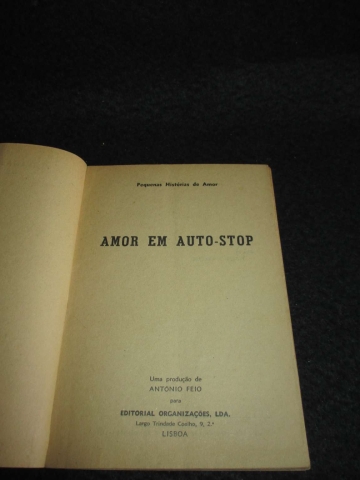 Pequenas Histórias de Amor
AMOR EM AUTO-STOP
Uma produção de
ANTÓNIO FEIO
para
EDITORIAL ORGANIZAÇÕES, LDA.
Largo Trindade Coelho, 9, 2.º
LISBOA